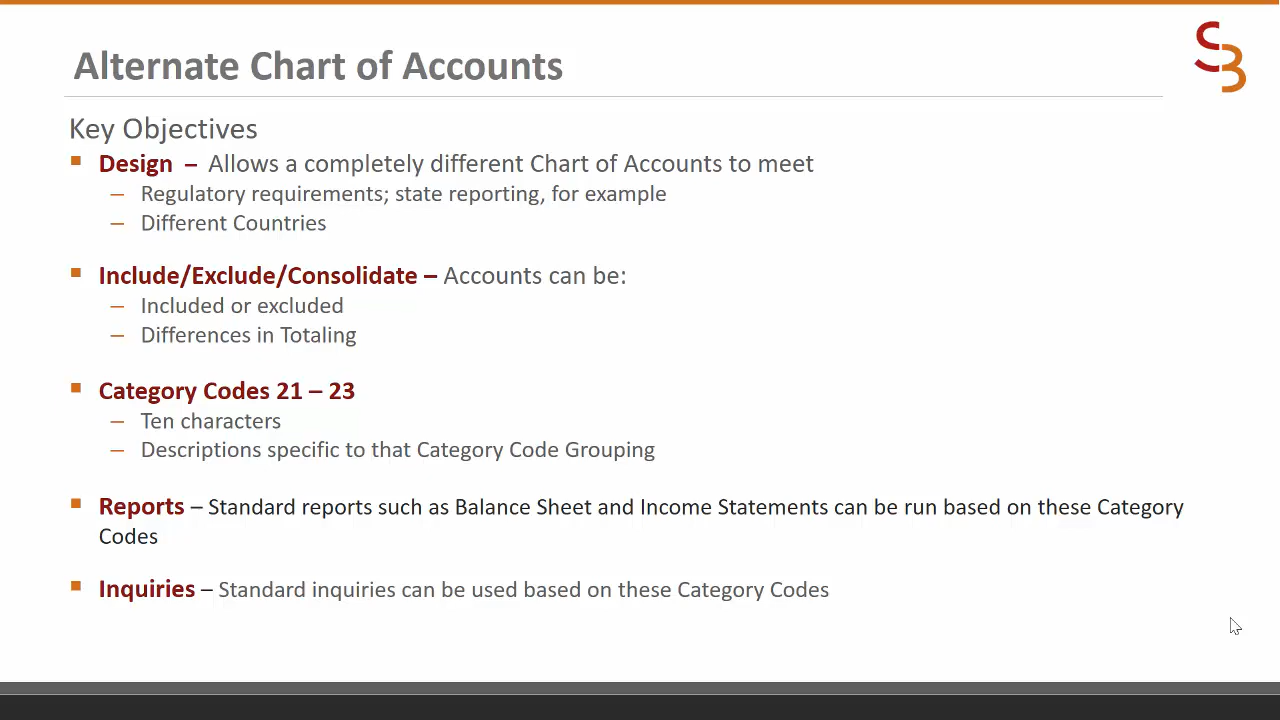 Alternate Chart of Accounts
SB
Key Objectives
▪ Design – Allows a completely different Chart of Accounts to meet
– Regulatory requirements; state reporting, for example
– Different Countries
▪ Include/Exclude/Consolidate – Accounts can be:
– Included or excluded
– Differences in Totaling
▪ Category Codes 21 – 23
– Ten characters
– Descriptions specific to that Category Code Grouping
▪ Reports – Standard reports such as Balance Sheet and Income Statements can be run based on these Category
Codes
▪ Inquiries – Standard inquiries can be used based on these Category Codes